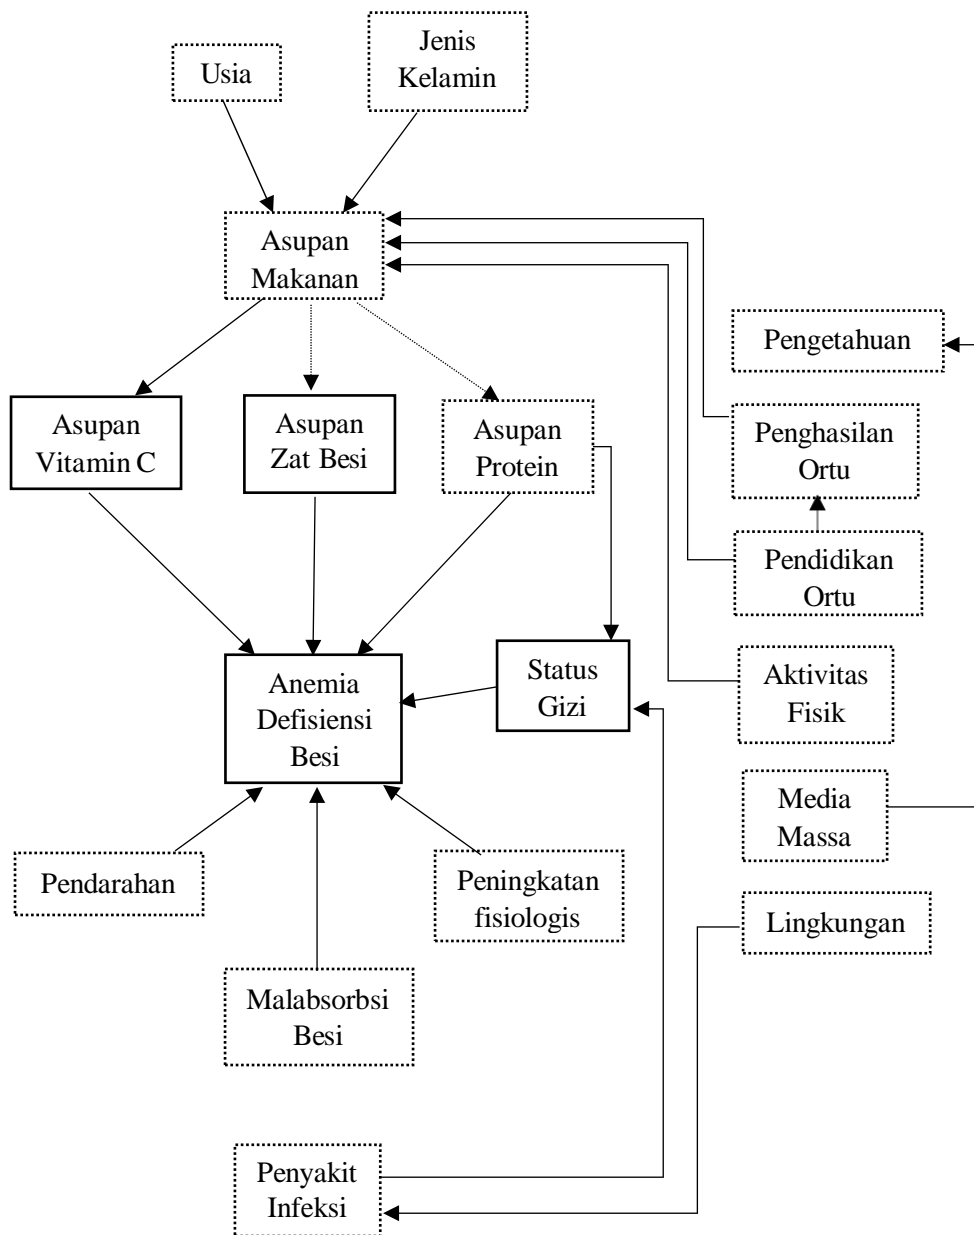 Usia
Jenis
Kelamin
Asupan
Makanan
Pengetahuan
Asupan
Vitamin C
Asupan
Zat Besi
Asupan
Protein
Penghasilan
Ortu
Pendidikan
Ortu
Anemia
Defisiensi
Besi
Status
Gizi
Aktivitas
Fisik
Media
Massa
Pendarahan
Peningkatan
fisiologis
Lingkungan
Malabsorbsi
Besi
Penyakit
Infeksi